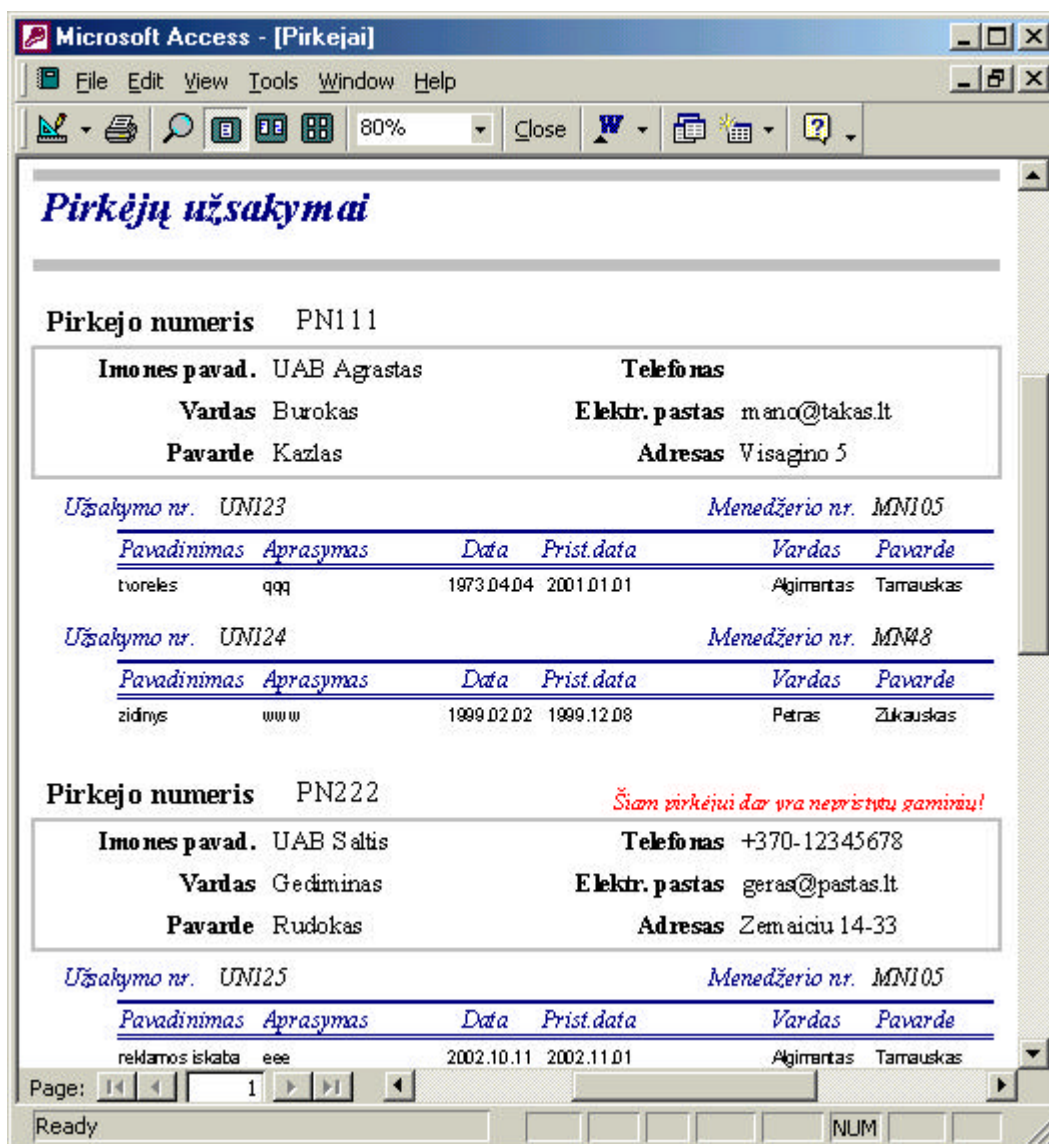 Microsoft Access - [Pirkejai]
File Edit View Tools Window Help
80% Close
Pirkėjų užsakymai
Pirkejo numeris PN111
Imones pavad. UAB Agrastas Telefonas
Vardas Burokas Elektr. pastas mano@takas.lt
Pavarde Kazlas Adresas Visagino 5
Užsakymo nr. UN123 Menedžerio nr. MN105
Pavadinimas Aprasymas Data Prist.data Vardas Pavarde
tvoreles qqq 1973.04.04 2001.01.01 Algimantas Tamauskas
Užsakymo nr. UN124 Menedžerio nr. MN48
Pavadinimas Aprasymas Data Prist.data Vardas Pavarde
zidinys www 1999.02.02 1999.12.08 Petras Zukauskas
Pirkejo numeris PN222 Šiam pirkėjui dar yra nepristytų gaminių!
Imones pavad. UAB Saltis Telefonas +370-12345678
Vardas Gediminas Elektr. pastas geras@pastas.lt
Pavarde Rudokas Adresas Zemaiciu 14-33
Užsakymo nr. UN125 Menedžerio nr. MN105
Pavadinimas Aprasymas Data Prist.data Vardas Pavarde
reklamos iskaba eee 2002.10.11 2002.11.01 Algimantas Tamauskas
Page: 1
Ready NUM